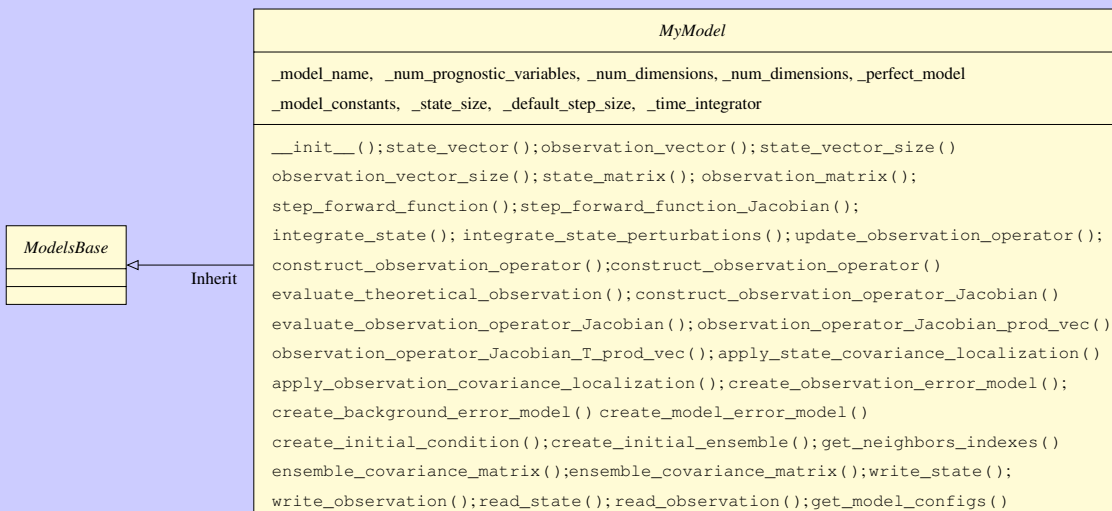 MyModel
_model_name, _num_prognostic_variables, _num_dimensions, _num_dimensions, _perfect_model
_model_constants, _state_size, _default_step_size, _time_integrator
__init__();state_vector();observation_vector();state_vector_size()
observation_vector_size();state_matrix(); observation_matrix();
step_forward_function();step_forward_function_Jacobian();
integrate_state(); integrate_state_perturbations();update_observation_operator();
construct_observation_operator();construct_observation_operator()
evaluate_theoretical_observation();construct_observation_operator_Jacobian()
evaluate_observation_operator_Jacobian();observation_operator_Jacobian_prod_vec()
observation_operator_Jacobian_T_prod_vec();apply_state_covariance_localization()
apply_observation_covariance_localization();create_observation_error_model();
create_background_error_model() create_model_error_model()
create_initial_condition();create_initial_ensemble();get_neighbors_indexes()
ensemble_covariance_matrix();ensemble_covariance_matrix();write_state();
write_observation();read_state();read_observation();get_model_configs()
ModelsBase
Inherit